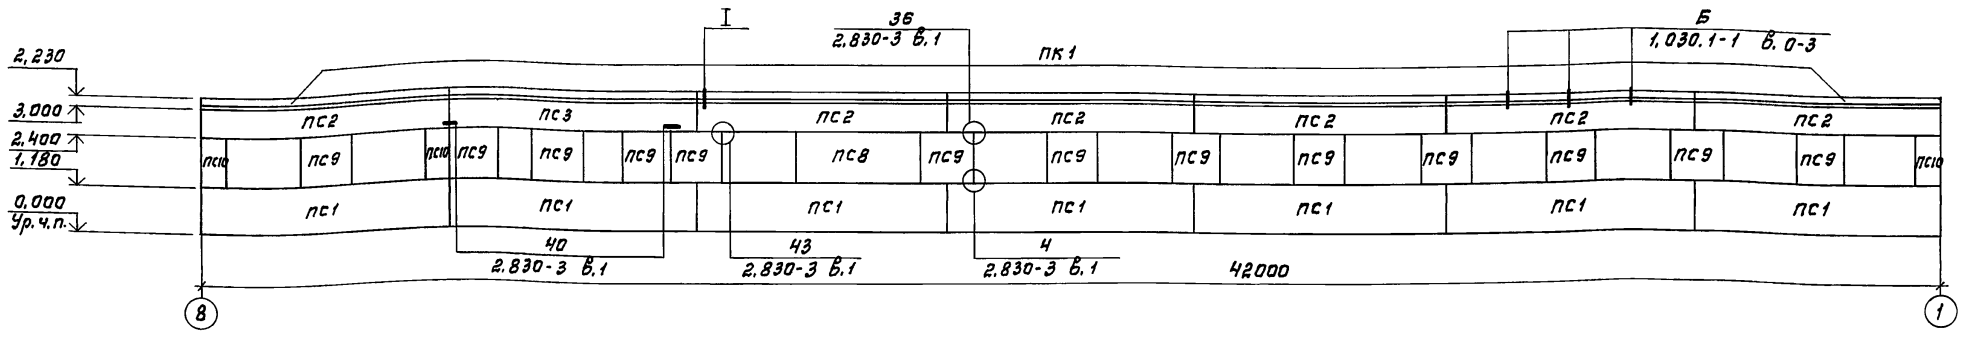 I
36
2.830-3 в.1
Б
1.030.1-1 в.0-3
2,230
ПК1
3,000
ПС2 ПС3 ПС2 ПС2 ПС2 ПС2 ПС2
2,400
1,180
ПС10 ПС9 ПС10 ПС9 ПС9 ПС9 ПС9 ПС8 ПС9 ПС9 ПС9 ПС9 ПС9 ПС9 ПС9 ПС9 ПС10
0,000
Ур.ч.п.
ПС1 ПС1 ПС1 ПС1 ПС1 ПС1 ПС1
40
2.830-3 в.1
43
2.830-3 в.1
4
2.830-3 в.1
42000
8
1